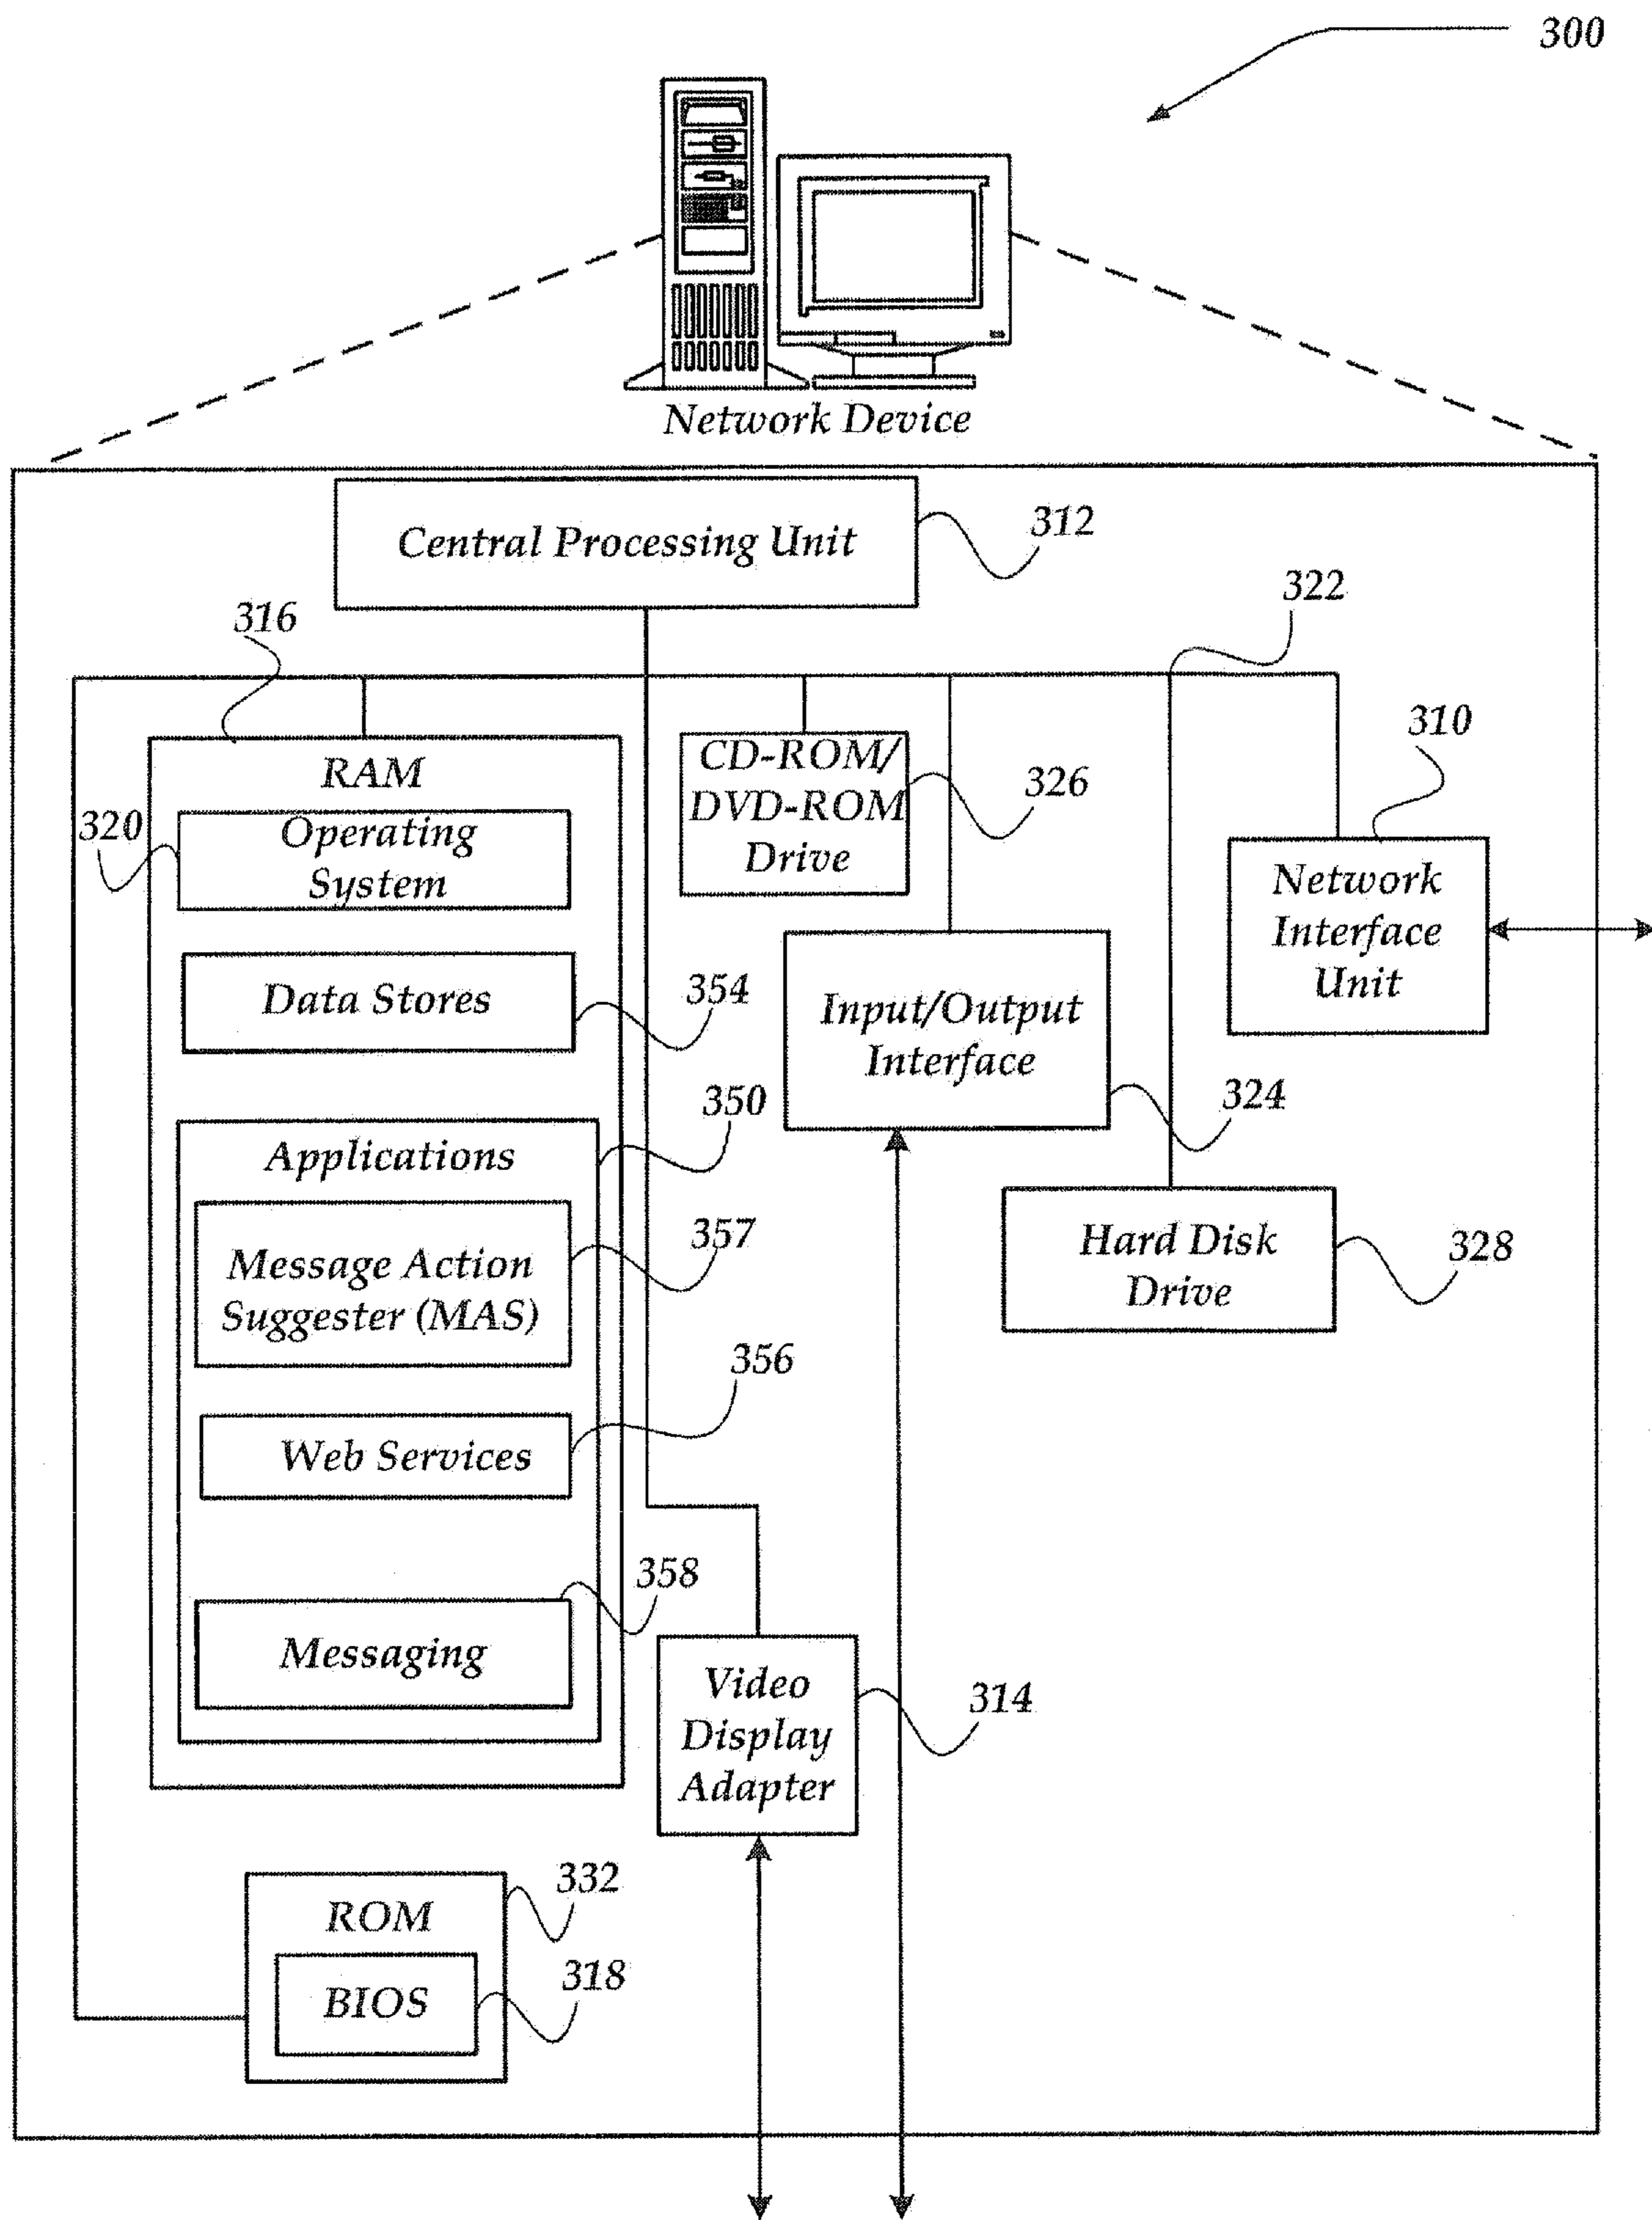 300
Network Device
Central Processing Unit
312
322
316
310
RAM
CD-ROM/
DVD-ROM
Drive
326
320
Operating
System
Network
Interface
Unit
Data Stores
354
Input/Output
Interface
324
350
Applications
Message Action
Suggester (MAS)
357
Hard Disk
Drive
328
356
Web Services
358
Messaging
Video
Display
Adapter
314
332
ROM
318
BIOS